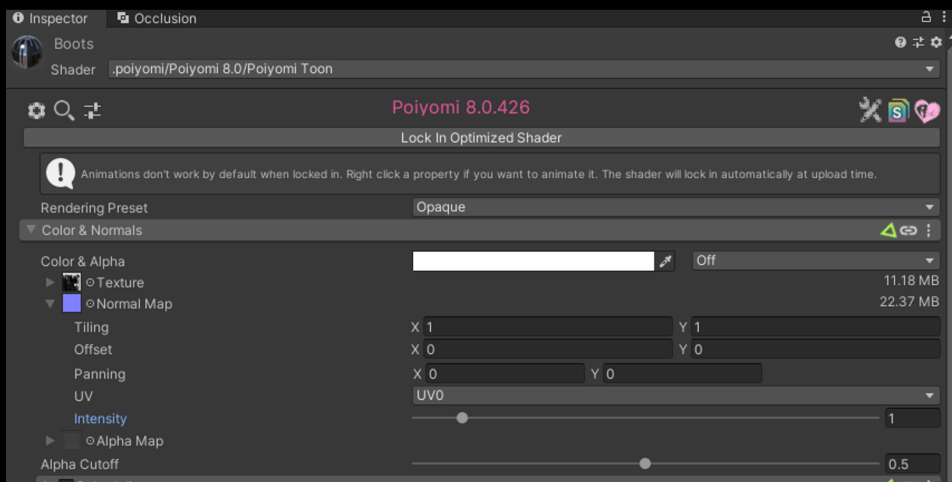 Inspector Occlusion
Boots
Shader .poiyomi/Poiyomi 8.0/Poiyomi Toon
Poiyomi 8.0.426
S
Lock In Optimized Shader
Animations don't work by default when locked in. Right click a property if you want to animate it. The shader will lock in automatically at upload time.
Rendering Preset Opaque
Color & Normals
Color & Alpha Off
Texture 11.18 MB
Normal Map 22.37 MB
Tiling X 1 Y 1
Offset X 0 Y 0
Panning X 0 Y 0
UV UV0
Intensity 1
Alpha Map
Alpha Cutoff 0.5